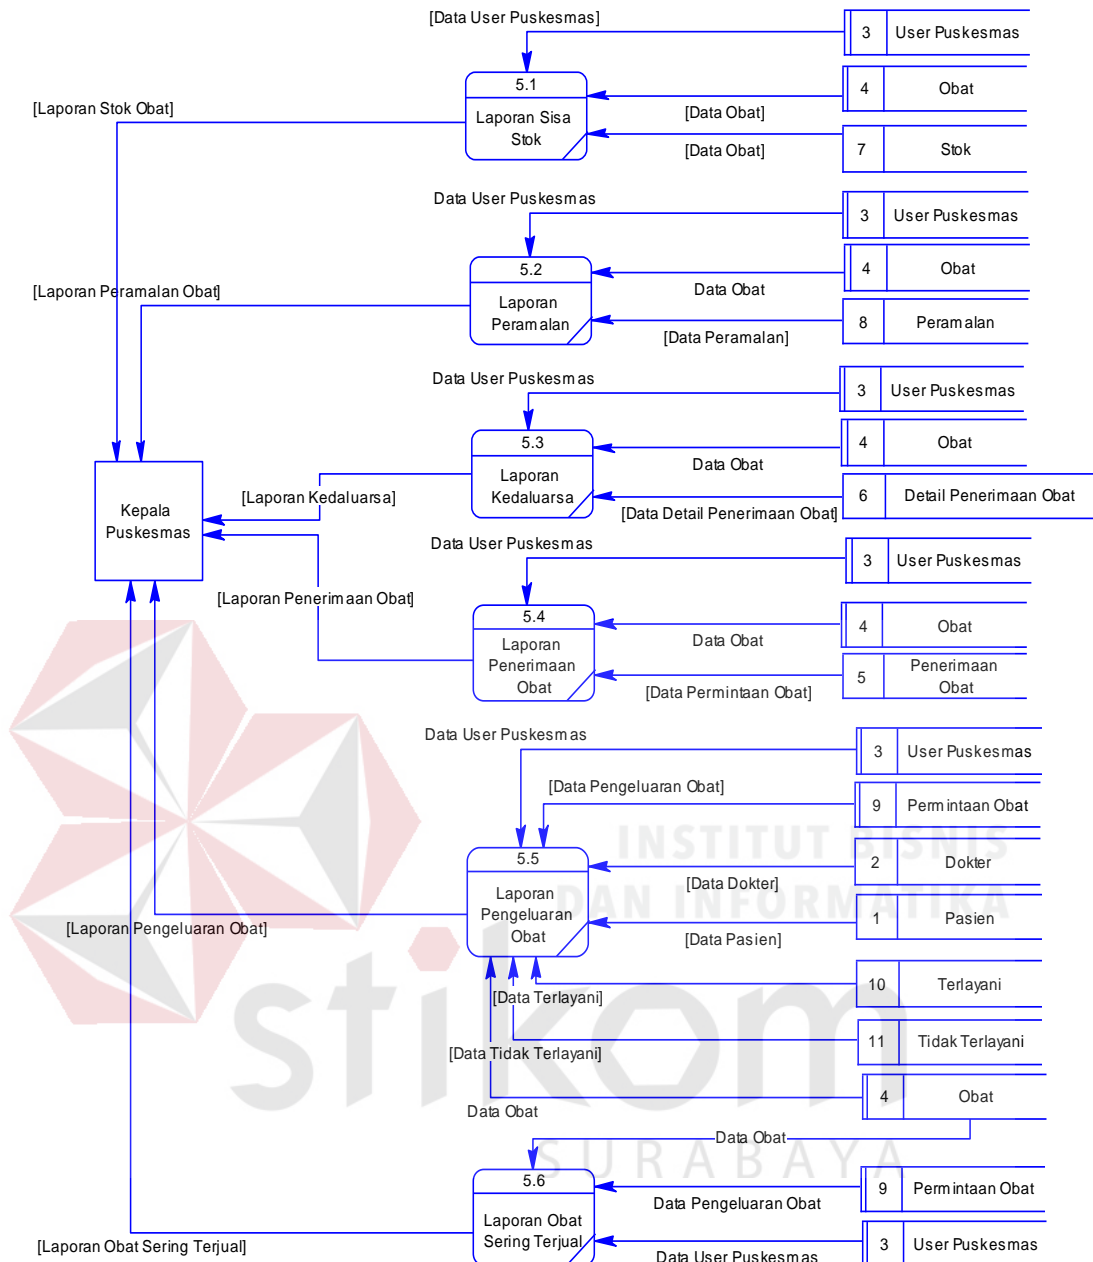 [Data User Puskesmas]
3 User Puskesmas
5.1
Laporan Sisa
Stok
4 Obat
[Data Obat]
[Data Obat]
7 Stok
[Laporan Stok Obat]
Data User Puskesmas
3 User Puskesmas
5.2
Laporan
Peramalan
4 Obat
Data Obat
[Laporan Peramalan Obat]
8 Peramalan
[Data Peramalan]
Data User Puskesmas
3 User Puskesmas
5.3
Laporan
Kedaluarsa
4 Obat
Data Obat
6 Detail Penerimaan Obat
[Data Detail Penerimaan Obat]
[Laporan Kedaluarsa]
Kepala
Puskesmas
Data User Puskesmas
3 User Puskesmas
[Laporan Penerimaan Obat]
5.4
Laporan
Penerimaan
Obat
4 Obat
Data Obat
5 Penerimaan
Obat
[Data Permintaan Obat]
Data User Puskesmas
3 User Puskesmas
[Data Pengeluaran Obat]
9 Permintaan Obat
INSTITUT BISNIS
DAN INFORMATIKA
5.5
Laporan
Pengeluaran
Obat
2 Dokter
[Data Dokter]
1 Pasien
[Data Pasien]
[Laporan Pengeluaran Obat]
10 Terlayani
[Data Terlayani]
11 Tidak Terlayani
[Data Tidak Terlayani]
4 Obat
Data Obat
stikom
SURABAYA
Data Obat
5.6
Laporan Obat
Sering Terjual
9 Permintaan Obat
Data Pengeluaran Obat
3 User Puskesmas
Data User Puskesmas
[Laporan Obat Sering Terjual]